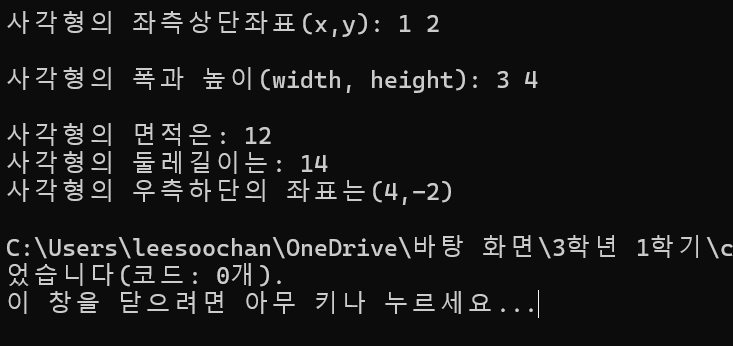 사각형의 좌측상단좌표(x,y): 1 2
사각형의 폭과 높이(width, height): 3 4
사각형의 면적은: 12
사각형의 둘레길이는: 14
사각형의 우측하단의 좌표는(4,-2)
C:\Users\leesoochan\OneDrive\바탕 화면\3학년 1학기\c
었습니다(코드: 0개).
이 창을 닫으려면 아무 키나 누르세요...